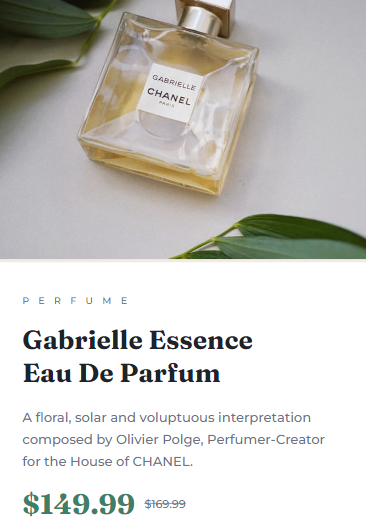 GABRIELLE
CHANEL
PARIS
PERFUME
Gabrielle Essence
Eau De Parfum
A floral, solar and voluptuous interpretation
composed by Olivier Polge, Perfumer-Creator
for the House of CHANEL.
$149.99 $169.99